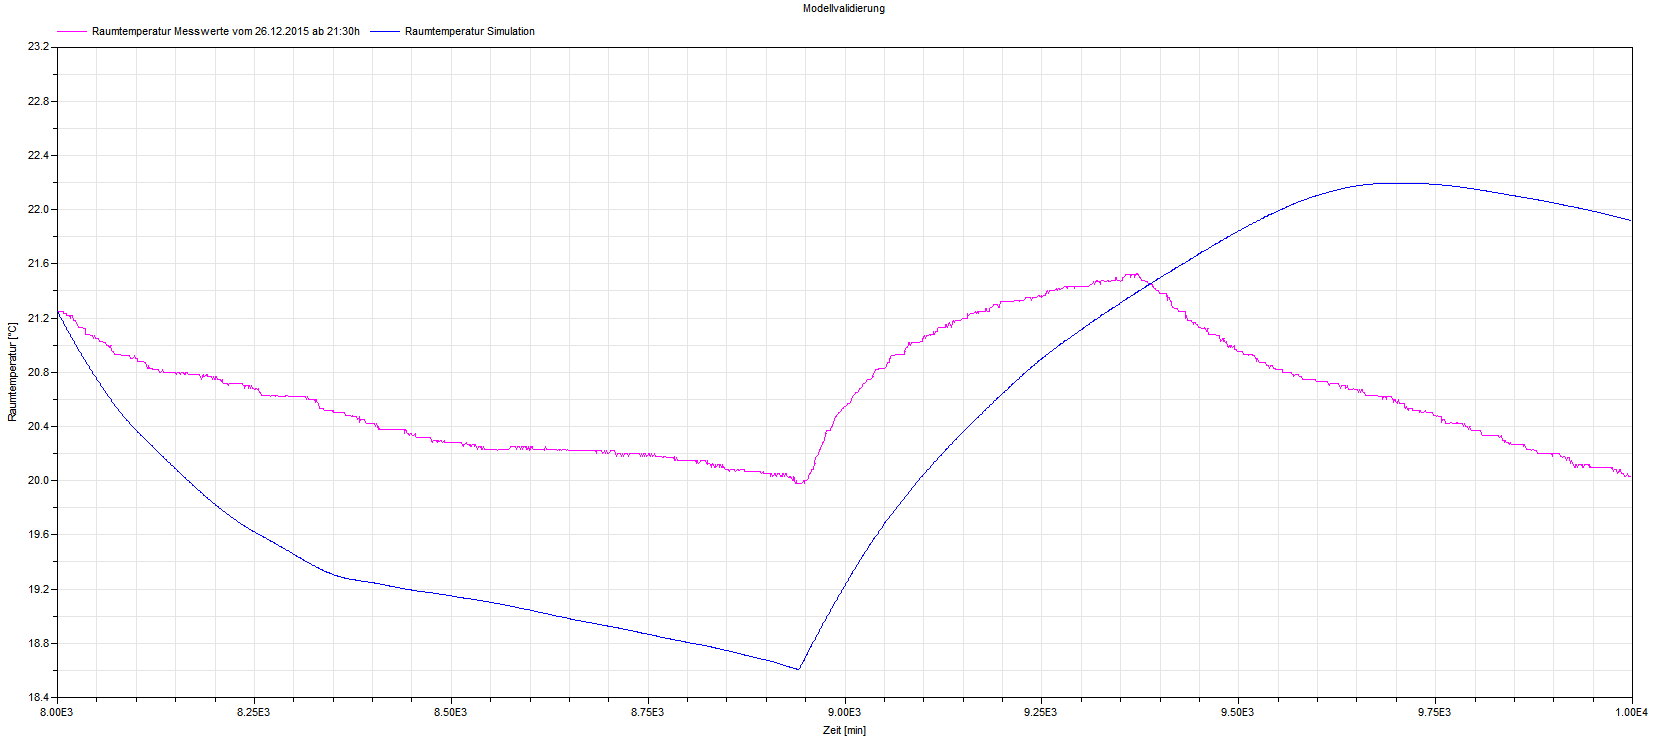 Modellvalidierung
Raumtemperatur Messwerte vom 26.12.2015 ab 21:30h Raumtemperatur Simulation
23.2
22.8
22.4
22.0
21.6
21.2
20.8
20.4
20.0
19.6
19.2
18.8
18.4
Raumtemperatur [°C]
8.00E3 8.25E3 8.50E3 8.75E3 9.00E3 9.25E3 9.50E3 9.75E3 1.00E4
Zeit [min]